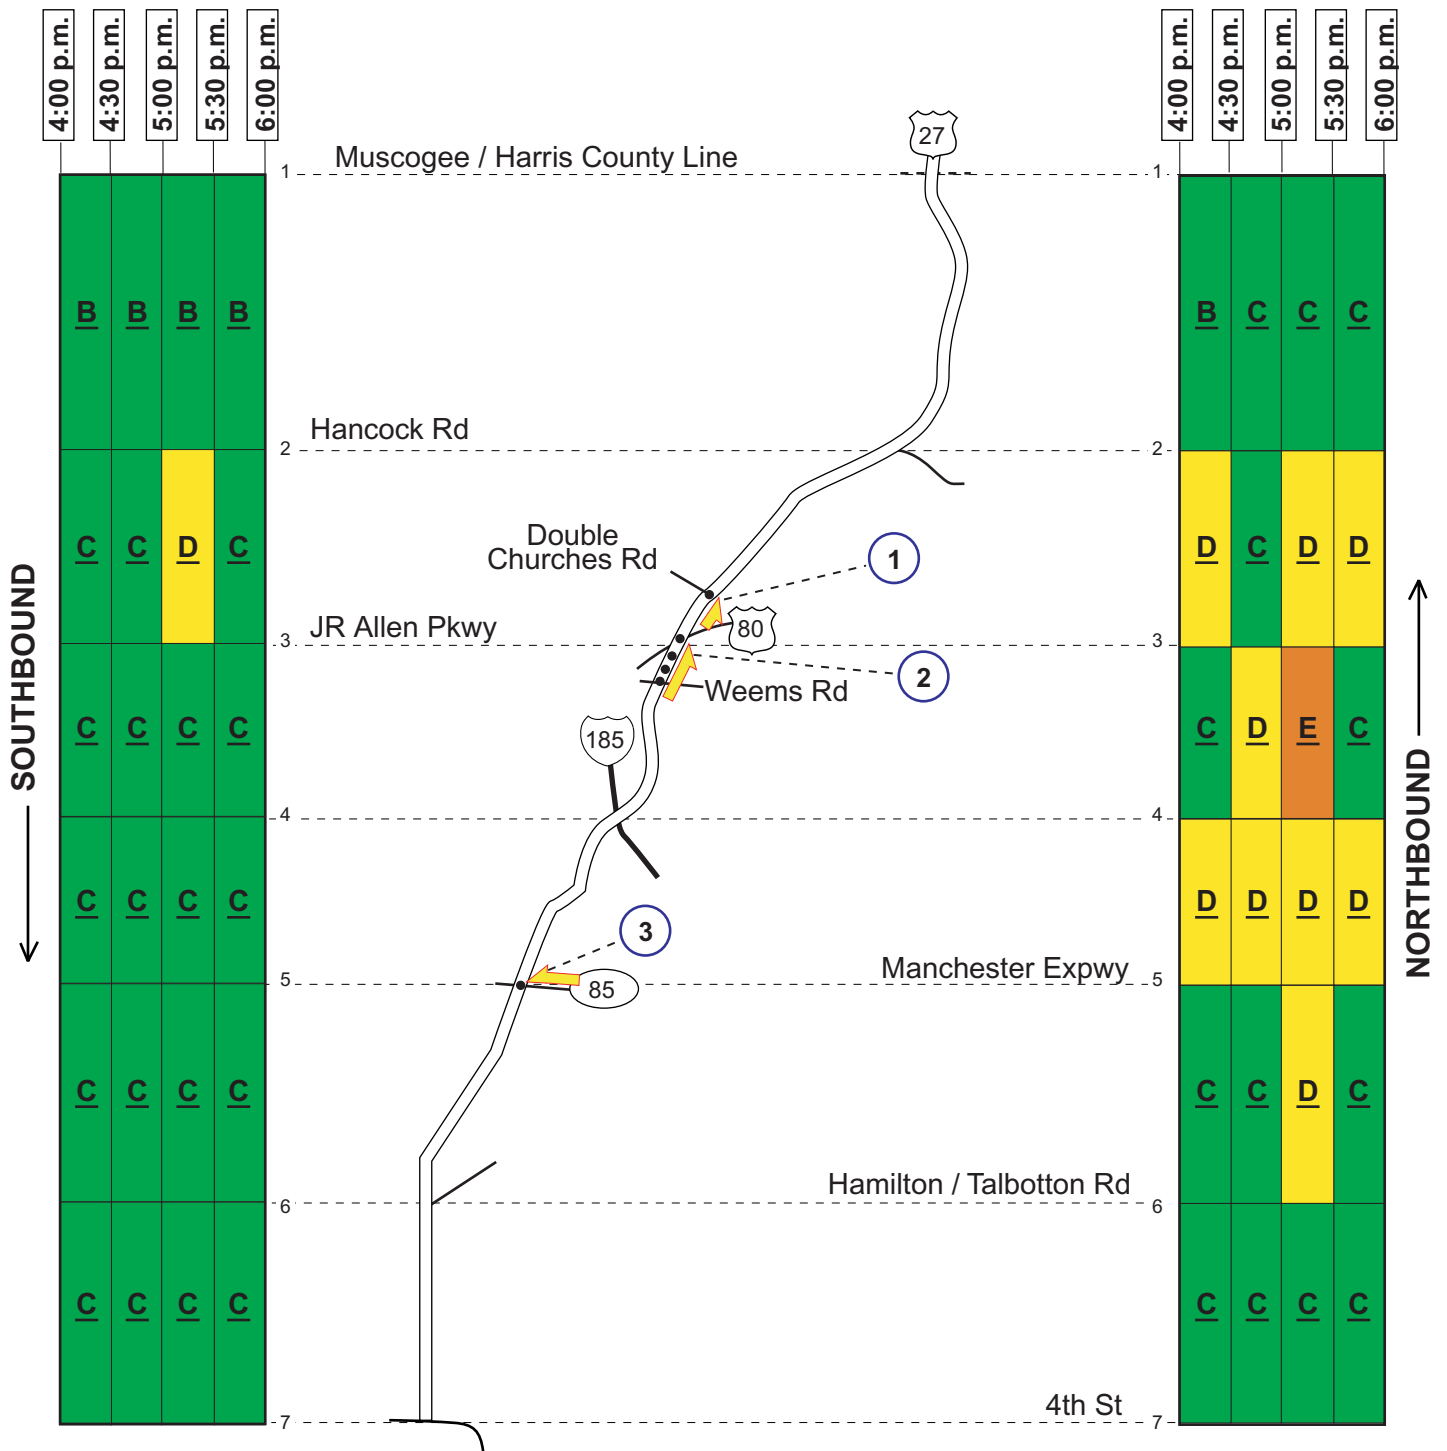 4:00 p.m. 4:30 p.m. 5:00 p.m. 5:30 p.m. 6:00 p.m.
4:00 p.m. 4:30 p.m. 5:00 p.m. 5:30 p.m. 6:00 p.m.
27
1 Muscogee / Harris County Line 1
B B B B
B C C C
Hancock Rd
2 2
Double
Churches Rd
1
C C D C
D C D D
JR Allen Pkwy
80
3 3
2
Weems Rd
185
C C C C
C D E C
4 4
C C C C
D D D D
3
Manchester Expwy
5 5
85
C C C C
C C D C
Hamilton / Talbotton Rd
6 6
C C C C
C C C C
4th St
7 7
SOUTHBOUND
NORTHBOUND